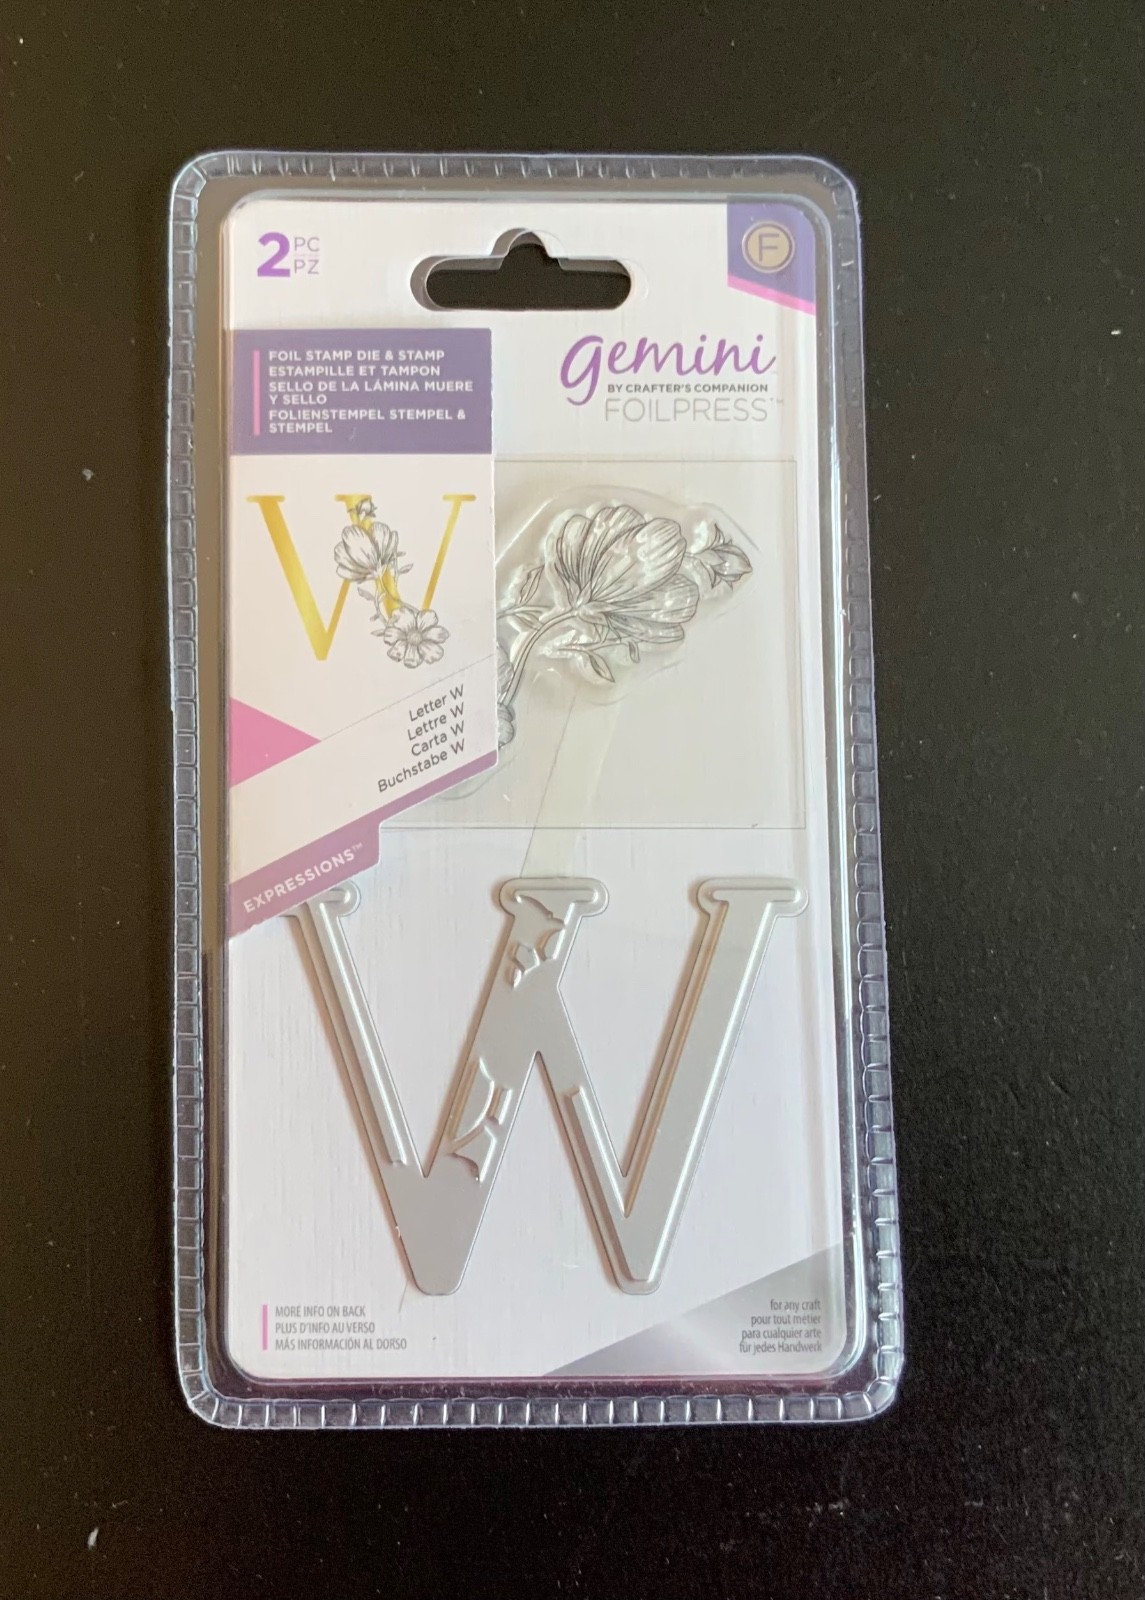 2 PC
PZ
F
FOIL STAMP DIE & STAMP
ESTAMPILLE ET TAMPON
SELLO DE LA LÁMINA MUERE
Y SELLO
FOLIENSTEMPEL STEMPEL &
STEMPEL
gemini™
BY CRAFTER'S COMPANION
FOILPRESS™
W
Letter W
Lettre W
Carta W
Buchstabe W
EXPRESSIONS™
W
MORE INFO ON BACK
PLUS D'INFO AU VERSO
MÁS INFORMACIÓN AL DORSO
for any craft
pour tout métier
para cualquier arte
für jedes Handwerk